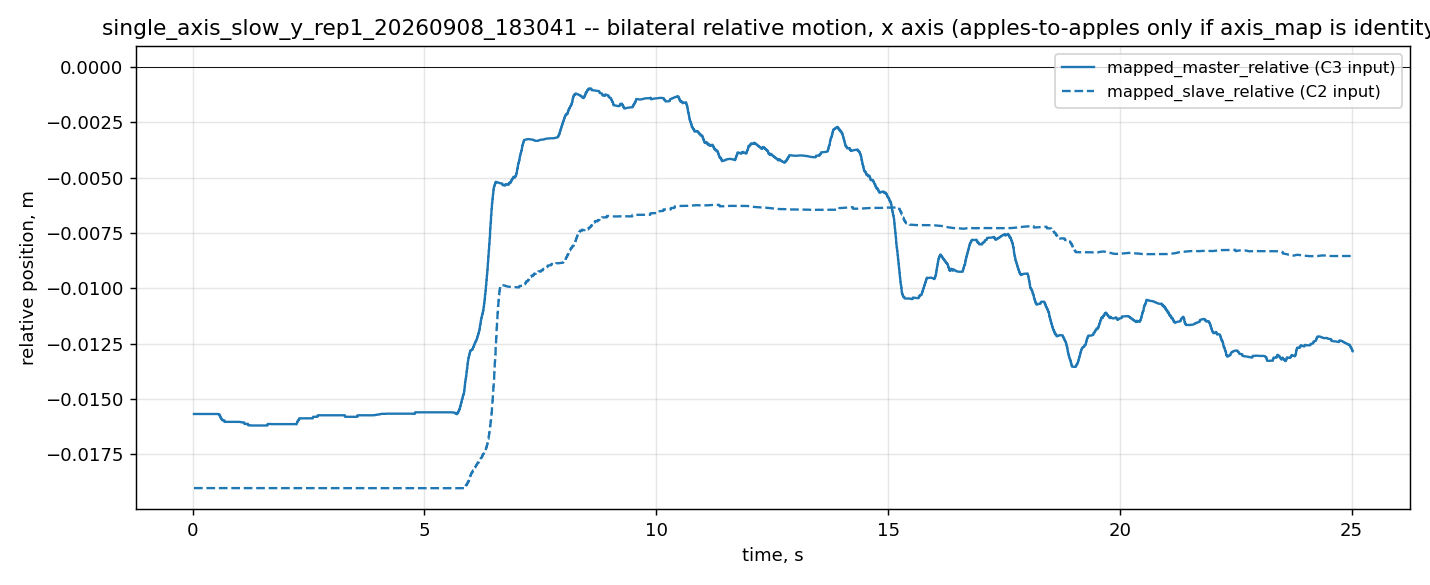 single_axis_slow_y_rep1_20260908_183041 -- bilateral relative motion, x axis (apples-to-apples only if axis_map is identity
mapped_master_relative (C3 input)
mapped_slave_relative (C2 input)
relative position, m
0.0000
−0.0025
−0.0050
−0.0075
−0.0100
−0.0125
−0.0150
−0.0175
0 5 10 15 20 25
time, s